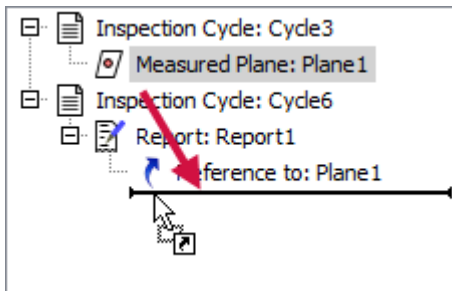 Inspection Cycle: Cycle3
Measured Plane: Plane1
Inspection Cycle: Cycle6
Report: Report1
Reference to: Plane1